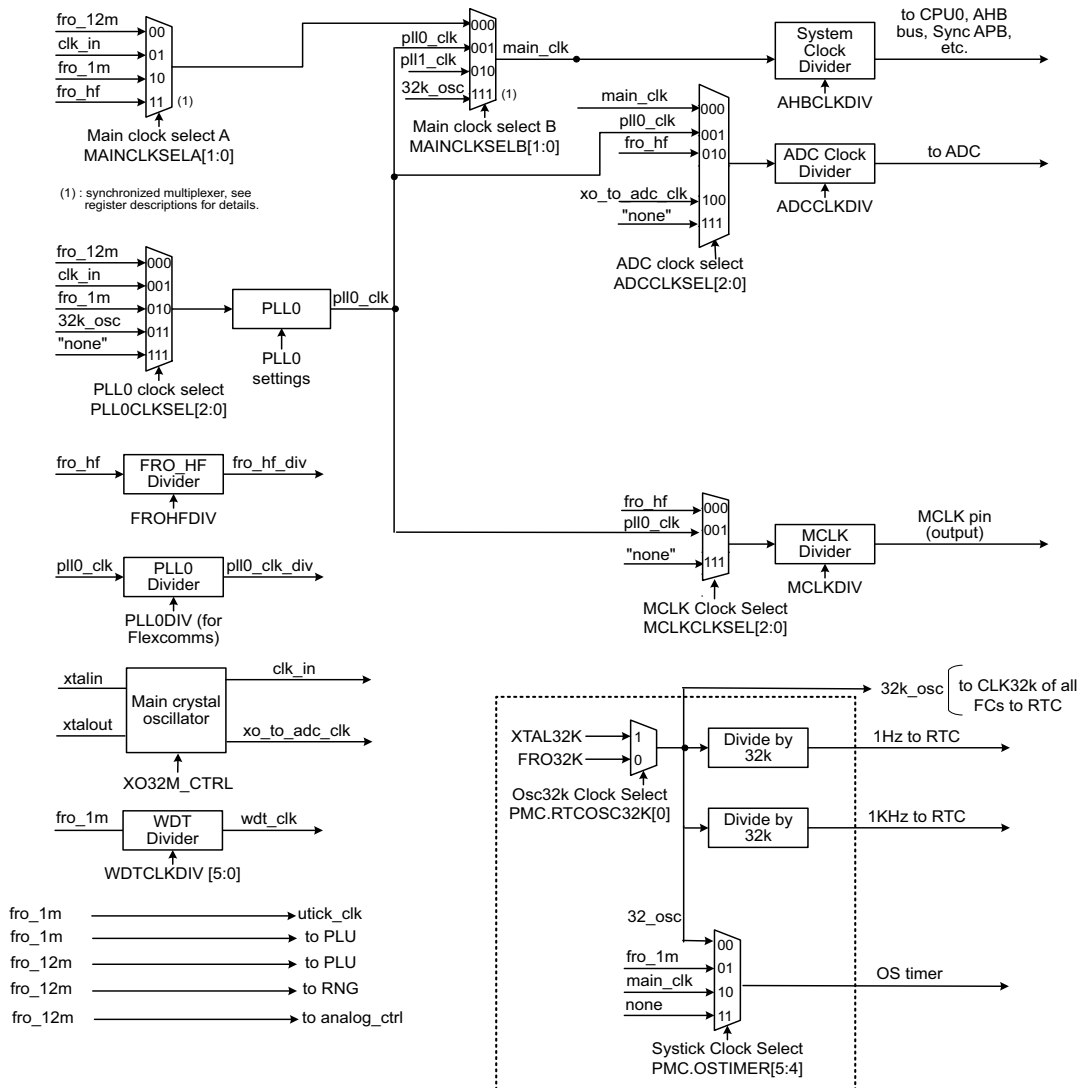 fro_12m
clk_in
fro_1m
fro_hf
00
01
10
11
(1)
Main clock select A
MAINCLKSELA[1:0]
(1) : synchronized multiplexer, see
register descriptions for details.
pll0_clk
pll1_clk
32k_osc
000
001
010
111
(1)
main_clk
Main clock select B
MAINCLKSELB[1:0]
System
Clock
Divider
AHBCLKDIV
to CPU0, AHB
bus, Sync APB,
etc.
main_clk
pll0_clk
fro_hf
xo_to_adc_clk
"none"
000
001
010
100
111
ADC clock select
ADCCLKSEL[2:0]
ADC Clock
Divider
ADCCLKDIV
to ADC
fro_12m
clk_in
fro_1m
32k_osc
"none"
000
001
010
011
111
PLL0 clock select
PLL0CLKSEL[2:0]
PLL0
PLL0
settings
pll0_clk
fro_hf
FRO_HF
Divider
fro_hf_div
FROHFDIV
pll0_clk
PLL0
Divider
pll0_clk_div
PLL0DIV (for
Flexcomms)
fro_hf
pll0_clk
"none"
000
001
111
MCLK Clock Select
MCLKCLKSEL[2:0]
MCLK
Divider
MCLKDIV
MCLK pin
(output)
xtalin
xtalout
Main crystal
oscillator
clk_in
xo_to_adc_clk
XO32M_CTRL
fro_1m
WDT
Divider
wdt_clk
WDTCLKDIV [5:0]
fro_1m
utick_clk
fro_1m
to PLU
fro_12m
to PLU
fro_12m
to RNG
fro_12m
to analog_ctrl
XTAL32K
FRO32K
1
0
Osc32k Clock Select
PMC.RTCOSC32K[0]
32k_osc
to CLK32k of all
FCs to RTC
Divide by
32k
1Hz to RTC
Divide by
32k
1KHz to RTC
32_osc
fro_1m
main_clk
none
00
01
10
11
OS timer
Systick Clock Select
PMC.OSTIMER[5:4]